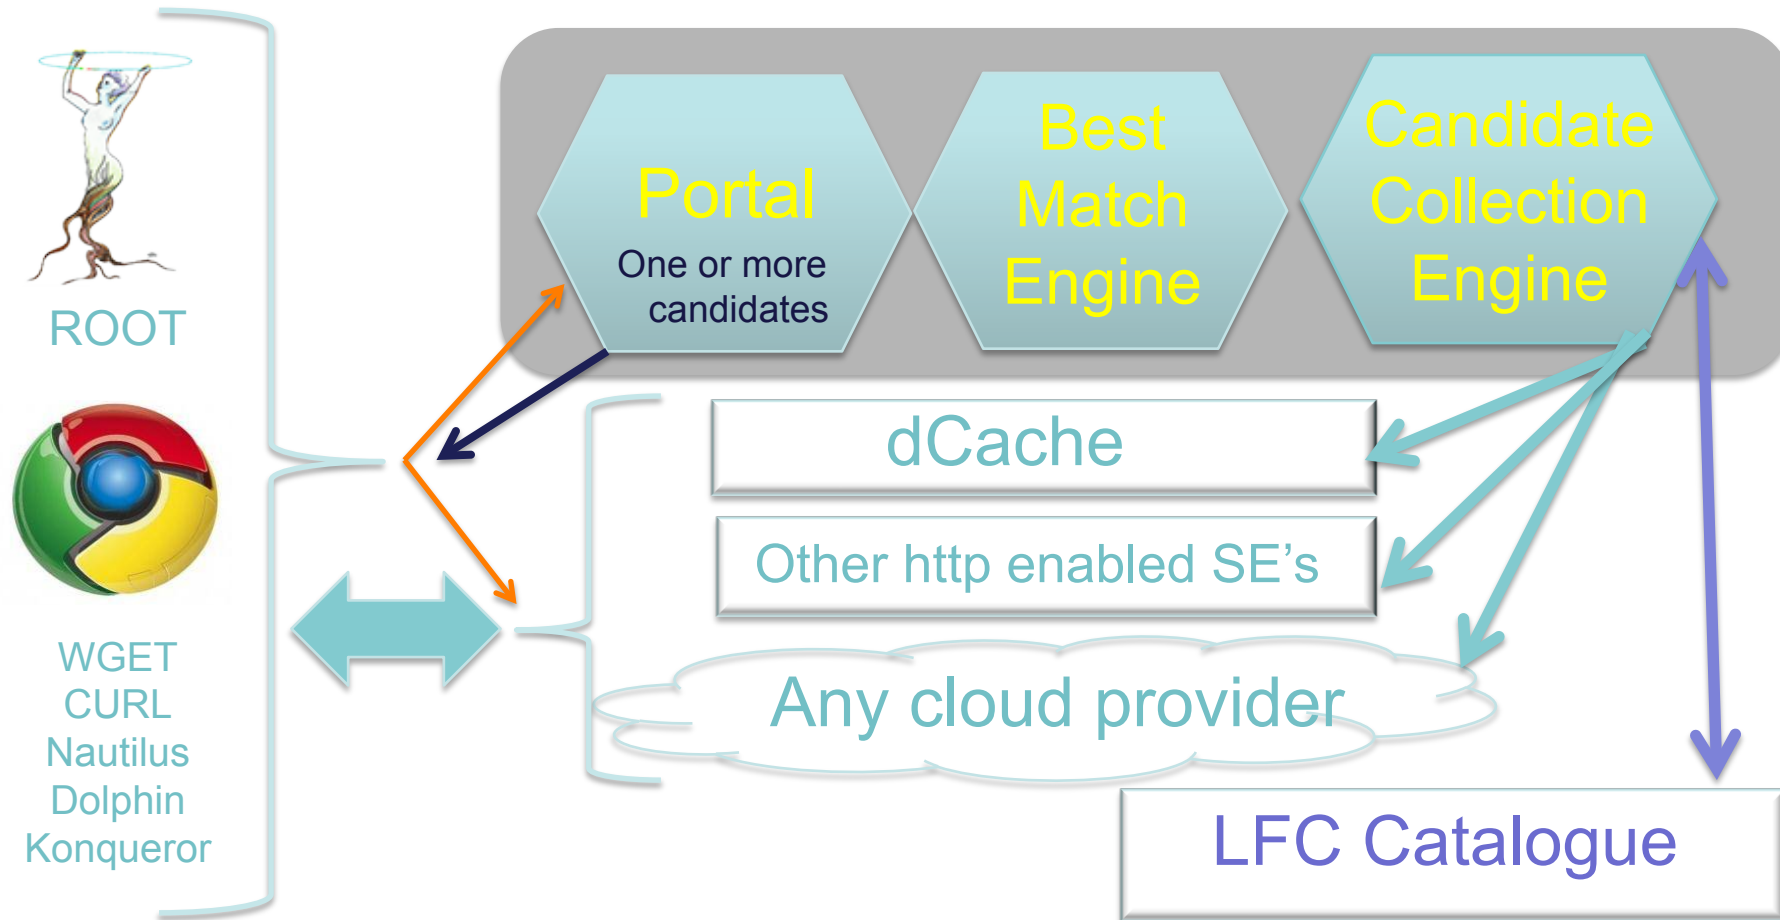 ROOT
WGET
CURL
Nautilus
Dolphin
Konqueror
Portal
One or more
candidates
Best
Match
Engine
Candidate
Collection
Engine
dCache
Other http enabled SE’s
Any cloud provider
LFC Catalogue